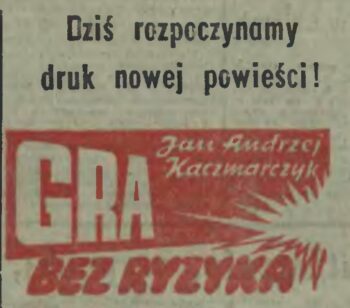 Dziś rozpoczynamy
druk nowej powieści!
Jan Andrzej
Kaczmarczyk
GRA
BEZ RYZYKA